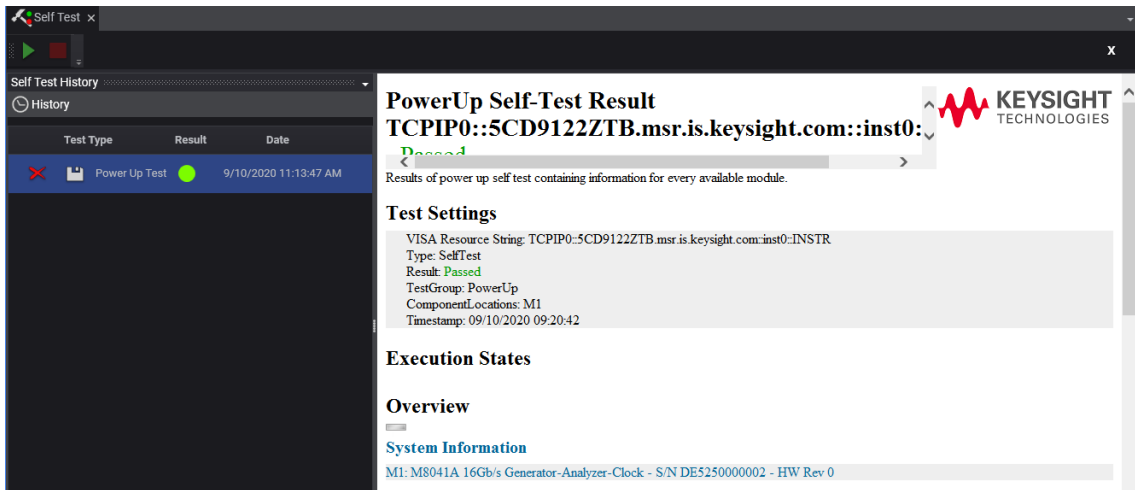 Self Test ×
X
Self Test History
History
Test Type Result Date
Power Up Test 9/10/2020 11:13:47 AM
PowerUp Self-Test Result
TCPIP0::5CD9122ZTB.msr.is.keysight.com::inst0:
Passed
KEYSIGHT
TECHNOLOGIES
Results of power up self test containing information for every available module.
Test Settings
VISA Resource String: TCPIP0::5CD9122ZTB.msr.is.keysight.com::inst0::INSTR
Type: SelfTest
Result: Passed
TestGroup: PowerUp
ComponentLocations: M1
Timestamp: 09/10/2020 09:20:42
Execution States
Overview
System Information
M1: M8041A 16Gb/s Generator-Analyzer-Clock - S/N DE5250000002 - HW Rev 0